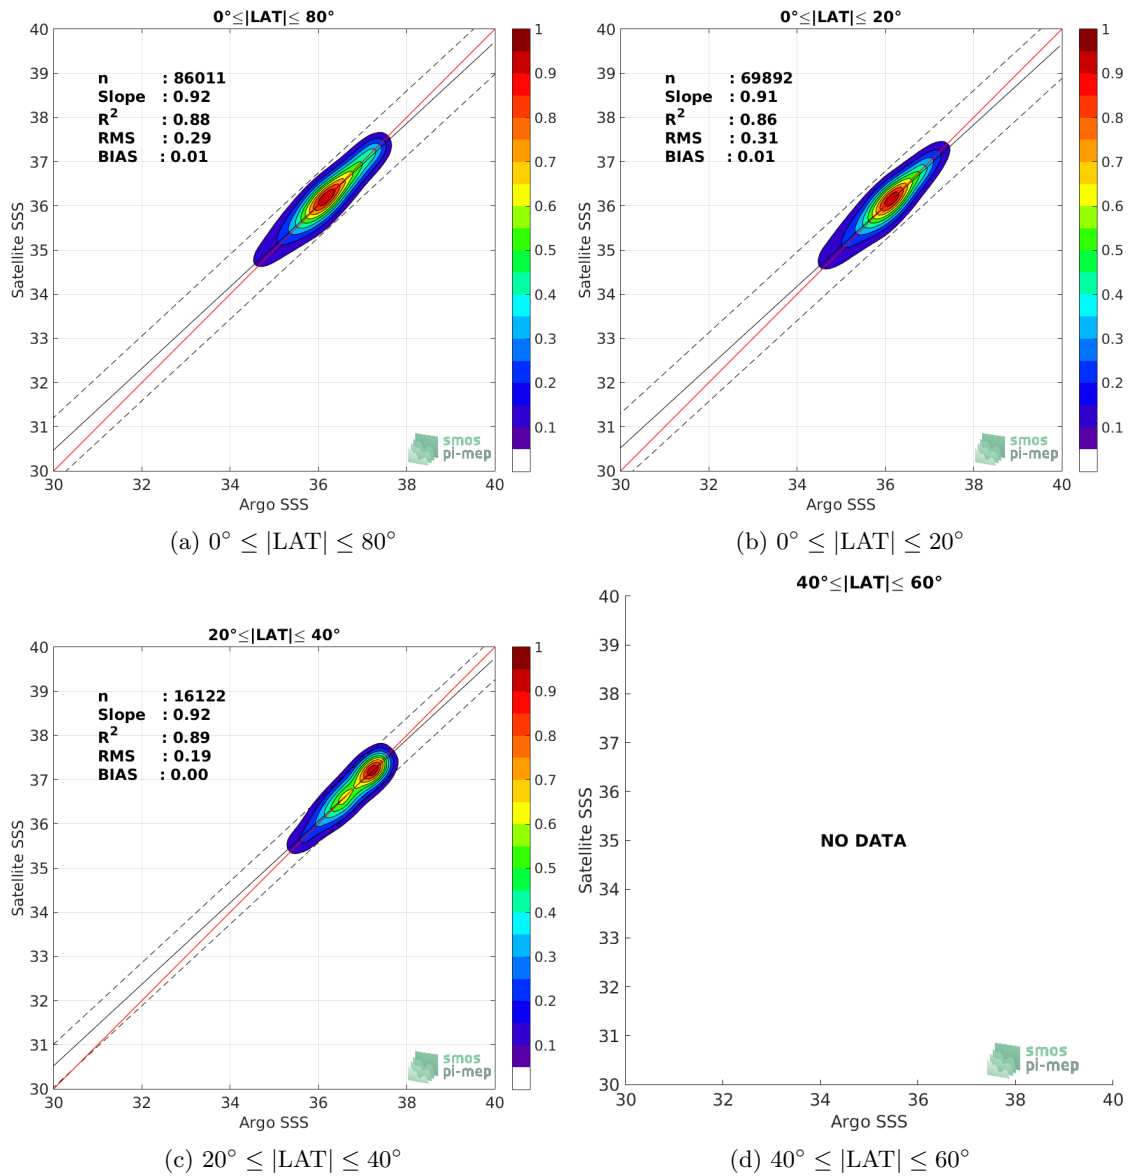 0°≤|LAT|≤ 80°
40
39
38
37
36
35
34
33
32
31
30
Satellite SSS
n : 86011
Slope : 0.92
R² : 0.88
RMS : 0.29
BIAS : 0.01
smos
pi-mep
30 32 34 36 38 40
Argo SSS
1
0.9
0.8
0.7
0.6
0.5
0.4
0.3
0.2
0.1
(a) 0° ≤ |LAT| ≤ 80°
0°≤|LAT|≤ 20°
40
39
38
37
36
35
34
33
32
31
30
Satellite SSS
n : 69892
Slope : 0.91
R² : 0.86
RMS : 0.31
BIAS : 0.01
smos
pi-mep
30 32 34 36 38 40
Argo SSS
1
0.9
0.8
0.7
0.6
0.5
0.4
0.3
0.2
0.1
(b) 0° ≤ |LAT| ≤ 20°
20°≤|LAT|≤ 40°
40
39
38
37
36
35
34
33
32
31
30
Satellite SSS
n : 16122
Slope : 0.92
R² : 0.89
RMS : 0.19
BIAS : 0.00
smos
pi-mep
30 32 34 36 38 40
Argo SSS
1
0.9
0.8
0.7
0.6
0.5
0.4
0.3
0.2
0.1
(c) 20° ≤ |LAT| ≤ 40°
40°≤|LAT|≤ 60°
40
39
38
37
36
35
34
33
32
31
30
Satellite SSS
NO DATA
smos
pi-mep
30 32 34 36 38 40
Argo SSS
(d) 40° ≤ |LAT| ≤ 60°